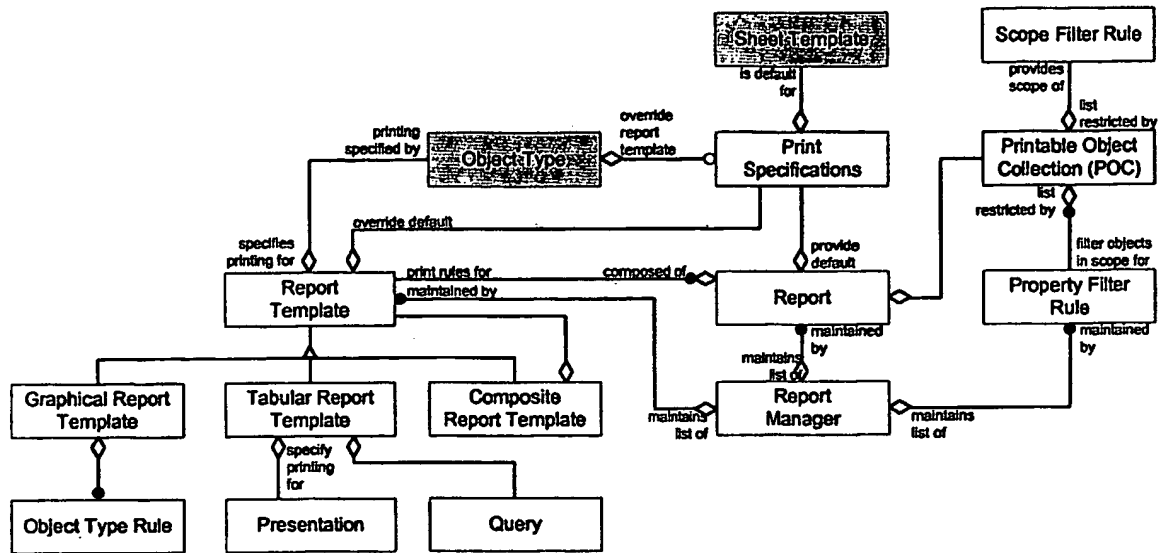 Sheet Template
Scope Filter Rule
is default
for
provides
scope of
list
restricted by
override
report
template
printing
specified by
Object Type
Print
Specifications
Printable Object
Collection (POC)
list
restricted by
override default
specifies
printing for
provide
default
filter objects
in scope for
print rules for
composed of
maintained by
Report
Template
Report
Property Filter
Rule
maintained
by
maintained
by
maintains
list of
Graphical Report
Template
Tabular Report
Template
Composite
Report Template
Report
Manager
maintains
list of
maintains
list of
specify
printing
for
Object Type Rule
Presentation
Query